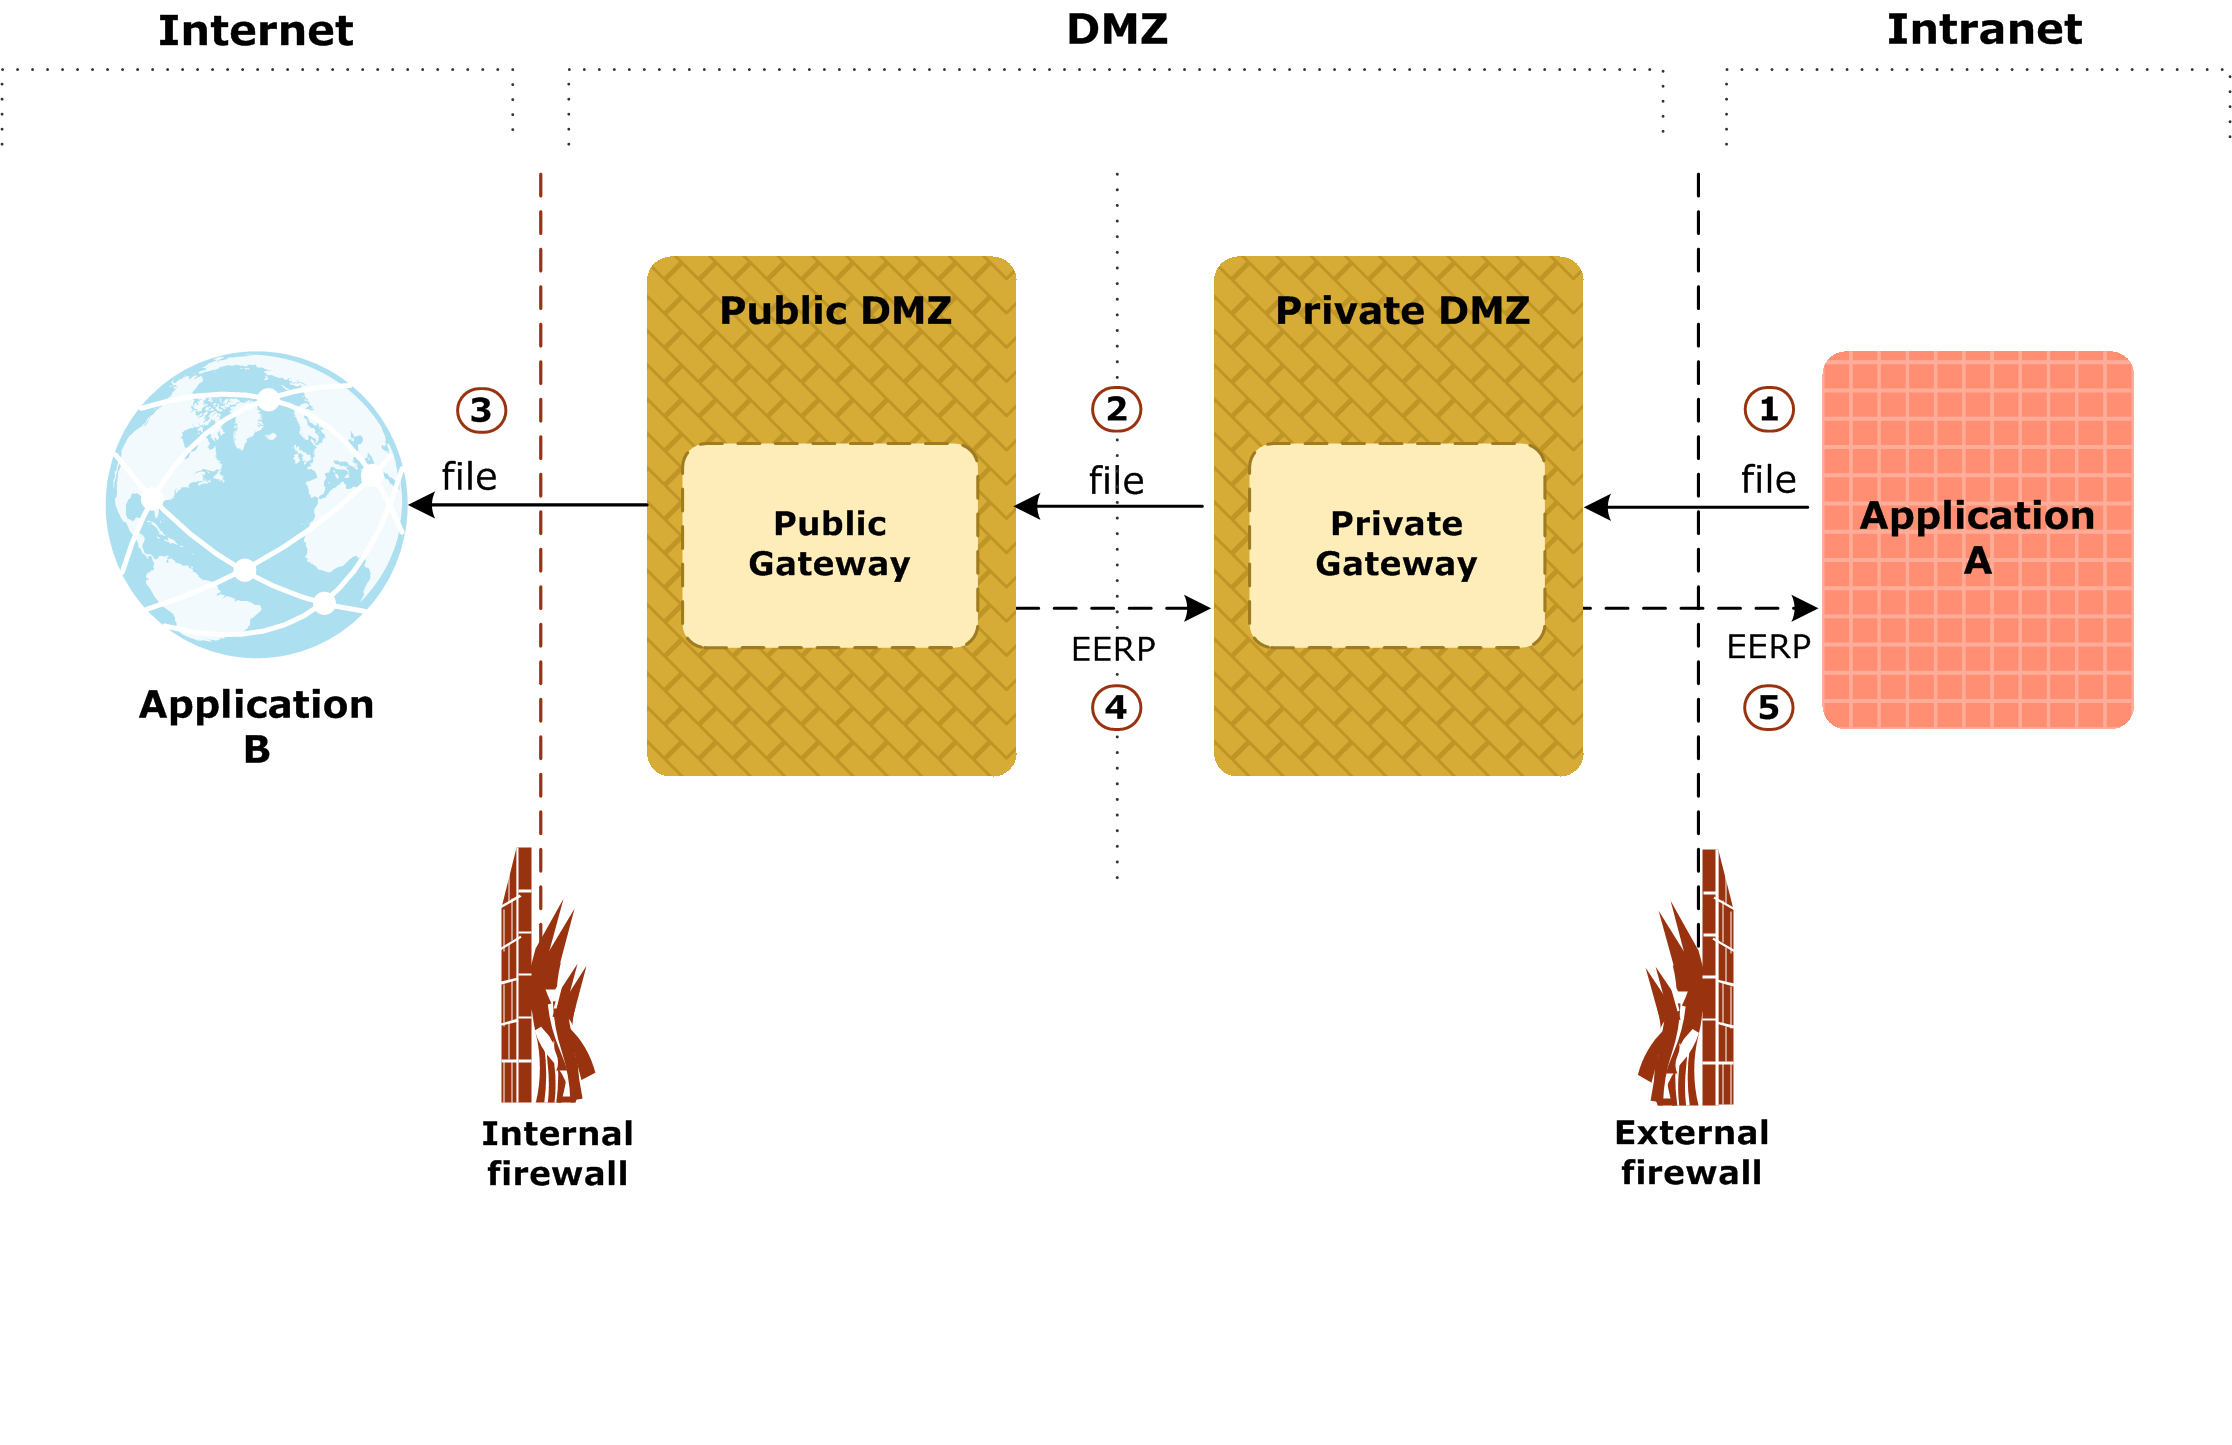 Internet
DMZ
Intranet
Public DMZ
Private DMZ
3
2
1
file
file
file
Public
Gateway
Private
Gateway
Application
A
EERP
EERP
4
5
Application
B
Internal
firewall
External
firewall